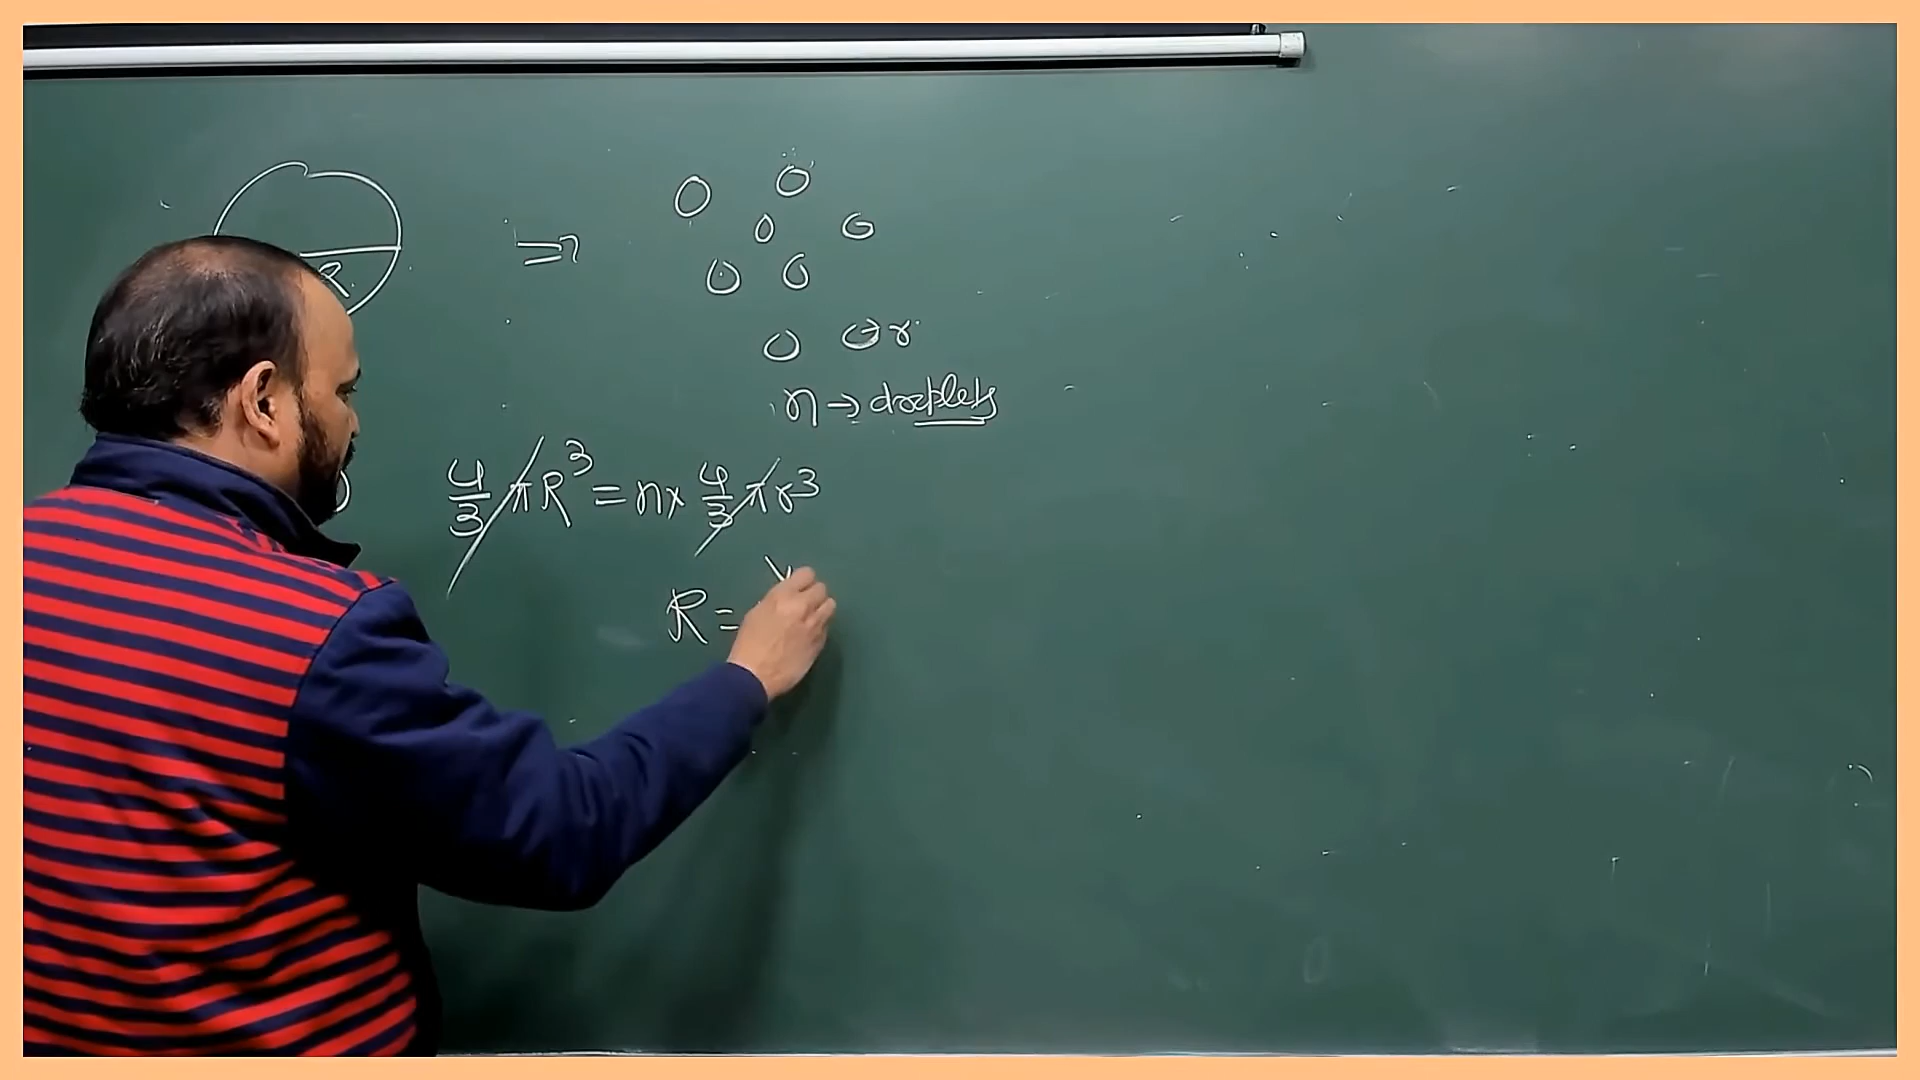 R
⇒
→ r
n → droplets
4/3 πR³ = n × 4/3 πr³
R =